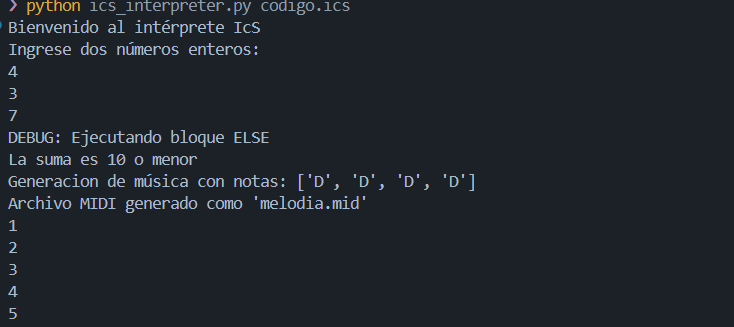 ❯ python ics_interpreter.py codigo.ics
Bienvenido al intérprete IcS
Ingrese dos números enteros:
4
3
7
DEBUG: Ejecutando bloque ELSE
La suma es 10 o menor
Generacion de música con notas: ['D', 'D', 'D', 'D']
Archivo MIDI generado como 'melodia.mid'
1
2
3
4
5